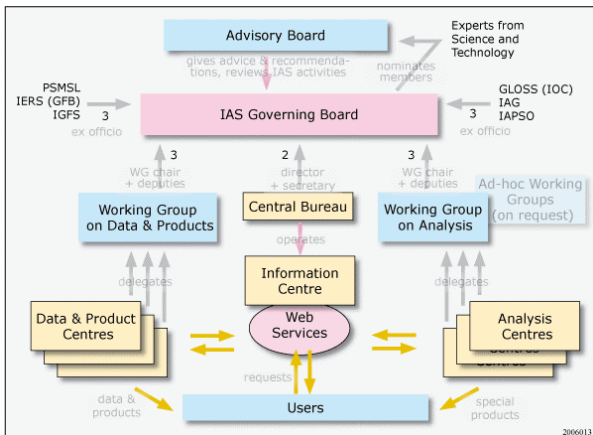 Advisory Board
Experts from
Science and
Technology
gives advice & recommenda-
tions, reviews IAS activities
nominates
members
PSMSL
IERS (GFB)
IGFS
3
ex officio
IAS Governing Board
GLOSS (IOC)
IAG
IAPSO
3
ex officio
3
WG chair
+ deputies
2
director
+ secretary
3
WG chair
+ deputies
Working Group
on Data & Products
Central Bureau
Working Group
on Analysis
Ad-hoc Working
Groups
(on request)
operates
delegates
Information
Centre
delegates
Data & Product
Centres
Web
Services
Analysis
Centres
Centres
Centres
requests
data &
products
Users
special
products
2006013